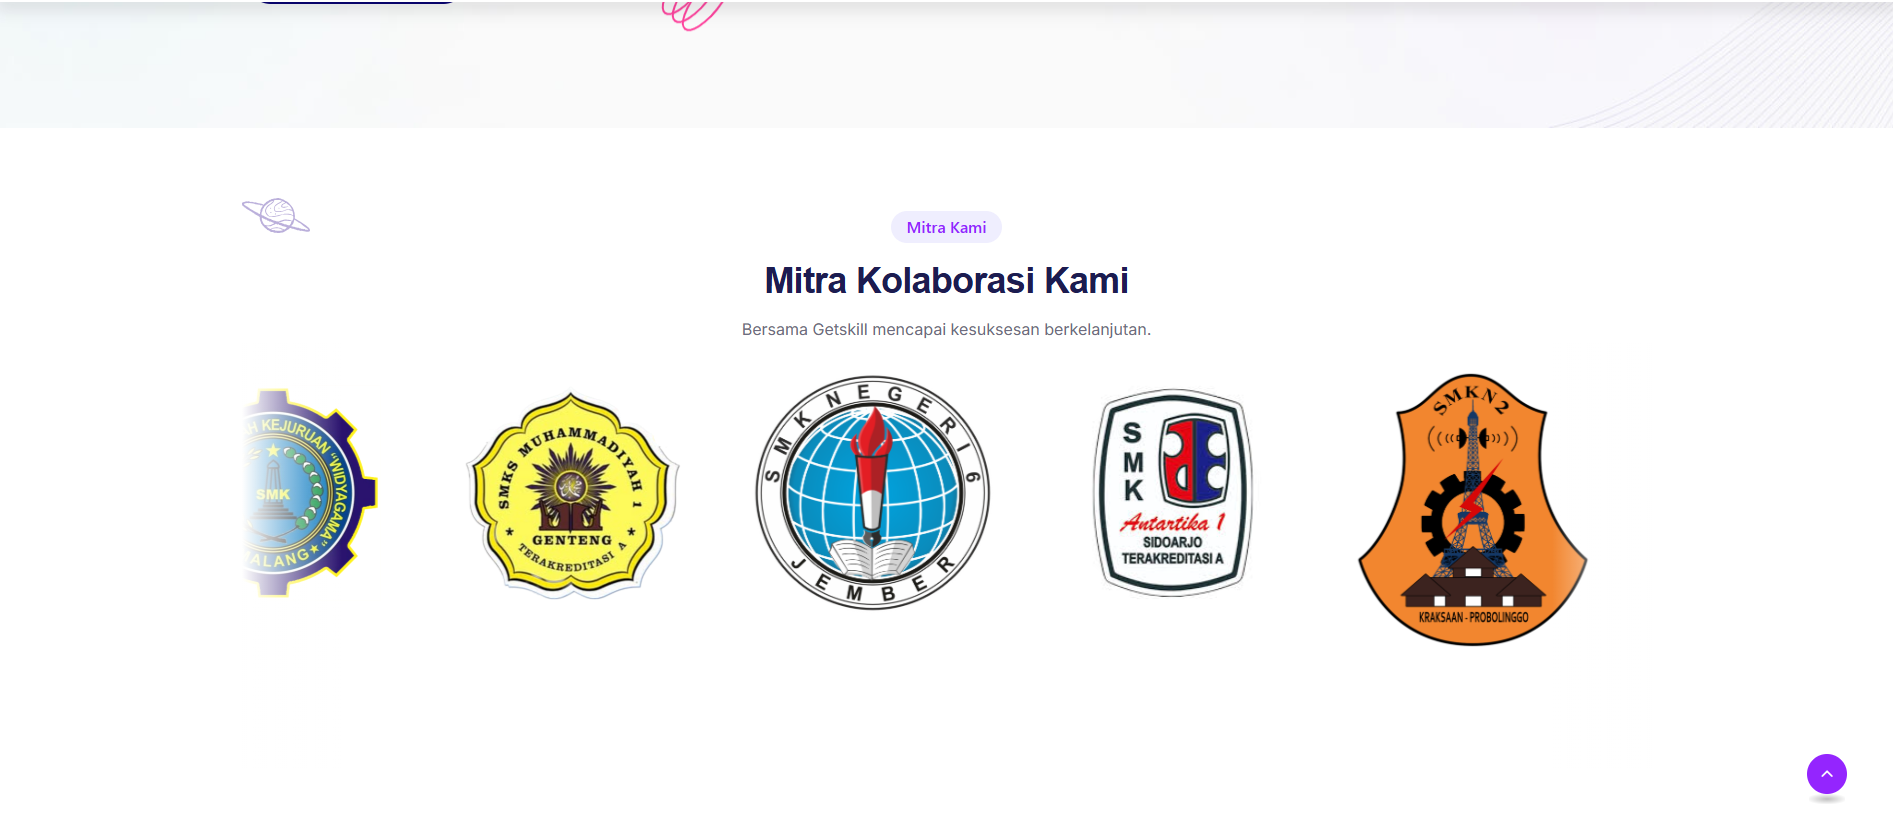 Mitra Kami
Mitra Kolaborasi Kami
Bersama Getskill mencapai kesuksesan berkelanjutan.
KEJURUAN "WIDYAGAMA"
SMK
SMKS MUHAMMADIYAH 1
GENTENG
TERAKREDITASI A
SMK NEGERI 6
JEMBER
SMK
Antartika 1
SIDOARJO
TERAKREDITASI A
SMKN 2
KRAKSAAN - PROBOLINGGO